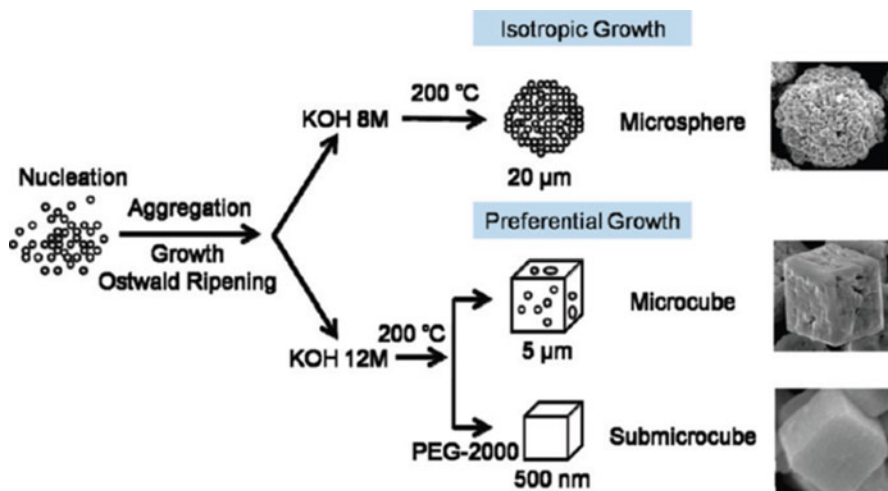 Isotropic Growth
200 °C
KOH 8M
Microsphere
20 µm
Nucleation
Aggregation
Growth
Ostwald Ripening
Preferential Growth
200 °C
KOH 12M
Microcube
5 µm
PEG-2000
Submicrocube
500 nm